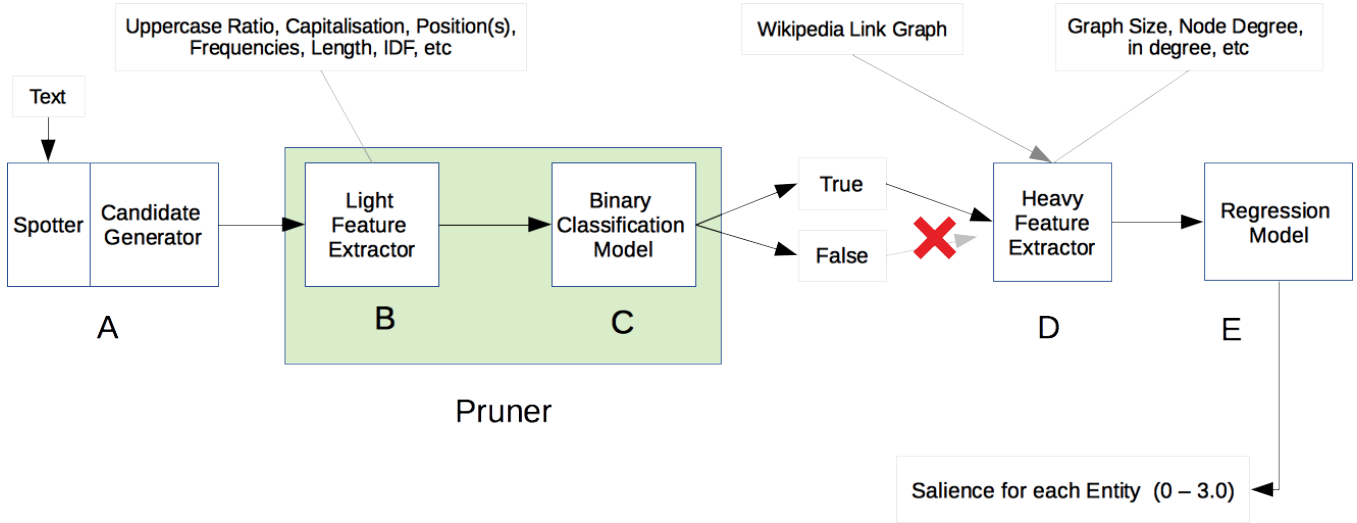 Uppercase Ratio, Capitalisation, Position(s),
Frequencies, Length, IDF, etc
Wikipedia Link Graph
Graph Size, Node Degree,
in degree, etc
Text
Spotter
Candidate
Generator
Light
Feature
Extractor
Binary
Classification
Model
True
False
Heavy
Feature
Extractor
Regression
Model
A
B
C
D
E
Pruner
Salience for each Entity (0 – 3.0)